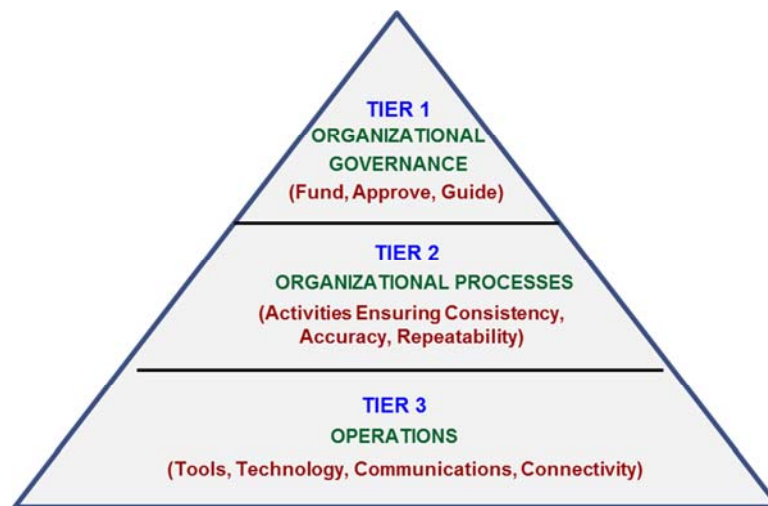 TIER 1
ORGANIZATIONAL
GOVERNANCE
(Fund, Approve, Guide)
TIER 2
ORGANIZATIONAL PROCESSES
(Activities Ensuring Consistency,
Accuracy, Repeatability)
TIER 3
OPERATIONS
(Tools, Technology, Communications, Connectivity)